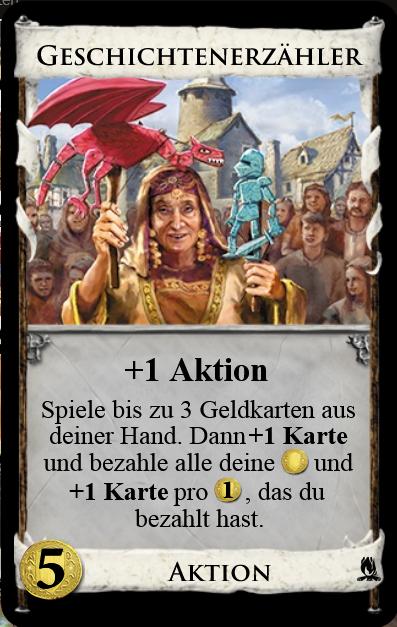 GESCHICHTENERZÄHLER
+1 Aktion
Spiele bis zu 3 Geldkarten aus
deiner Hand. Dann +1 Karte
und bezahle alle deine und
+1 Karte pro 1, das du
bezahlt hast.
5 AKTION